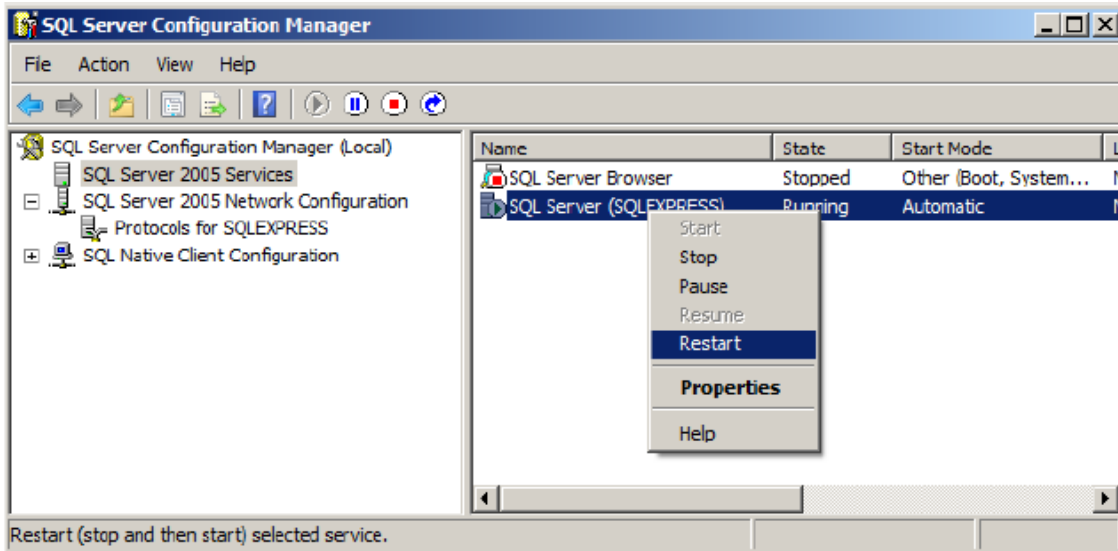 SQL Server Configuration Manager
File Action View Help
SQL Server Configuration Manager (Local)
SQL Server 2005 Services
SQL Server 2005 Network Configuration
Protocols for SQLEXPRESS
SQL Native Client Configuration
Name State Start Mode
SQL Server Browser Stopped Other (Boot, System...
SQL Server (SQLEXPRESS) Running Automatic
Start
Stop
Pause
Resume
Restart
Properties
Help
Restart (stop and then start) selected service.